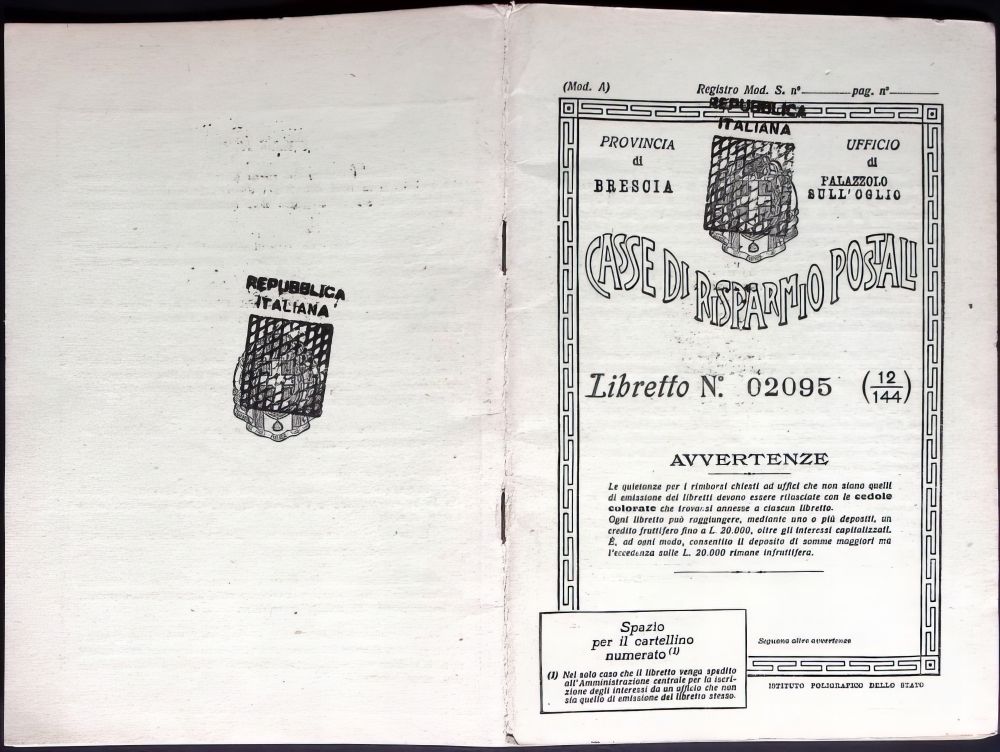 REPUBBLICA
ITALIANA
(Mod. A) Registro Mod. S. nº pag. nº
REPUBBLICA
ITALIANA
PROVINCIA
di
BRESCIA
UFFICIO
di
PALAZZOLO
SULL'OGLIO
CASSE DI RISPARMIO POSTALI
Libretto Nº 02095 (12/144)
AVVERTENZE
Le quietanze per i rimborsi chiesti ad uffici che non siano quelli
di emissione dei libretti devono essere rilasciate con le cedole
colorate che trovansi annesse a ciascun libretto.
Ogni libretto può raggiungere, mediante uno o più depositi, un
credito fruttifero fino a L. 20.000, oltre gli interessi capitalizzati.
È, ad ogni modo, consentito il deposito di somme maggiori ma
l'eccedenza sulle L. 20.000 rimane infruttifera.
Seguono altre avvertenze
Spazio
per il cartellino
numerato (1)
(1) Nel solo caso che il libretto venga spedito
all'Amministrazione centrale per la iscri-
zione degli interessi da un ufficio che non
sia quello di emissione del libretto stesso.
ISTITUTO POLIGRAFICO DELLO STATO